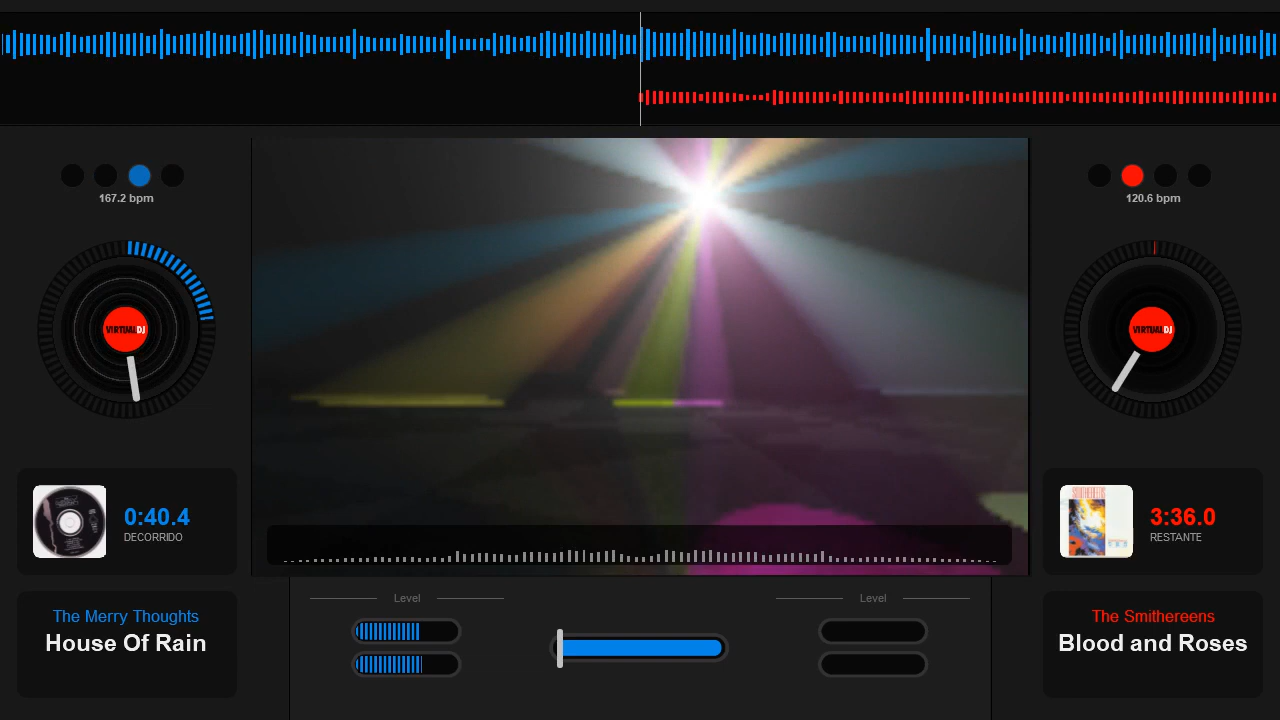 167.2 bpm
120.6 bpm
VIRTUAL DJ
VIRTUAL DJ
0:40.4
DECORRIDO
SMITHEREENS
3:36.0
RESTANTE
The Merry Thoughts
House Of Rain
Level
Level
The Smithereens
Blood and Roses